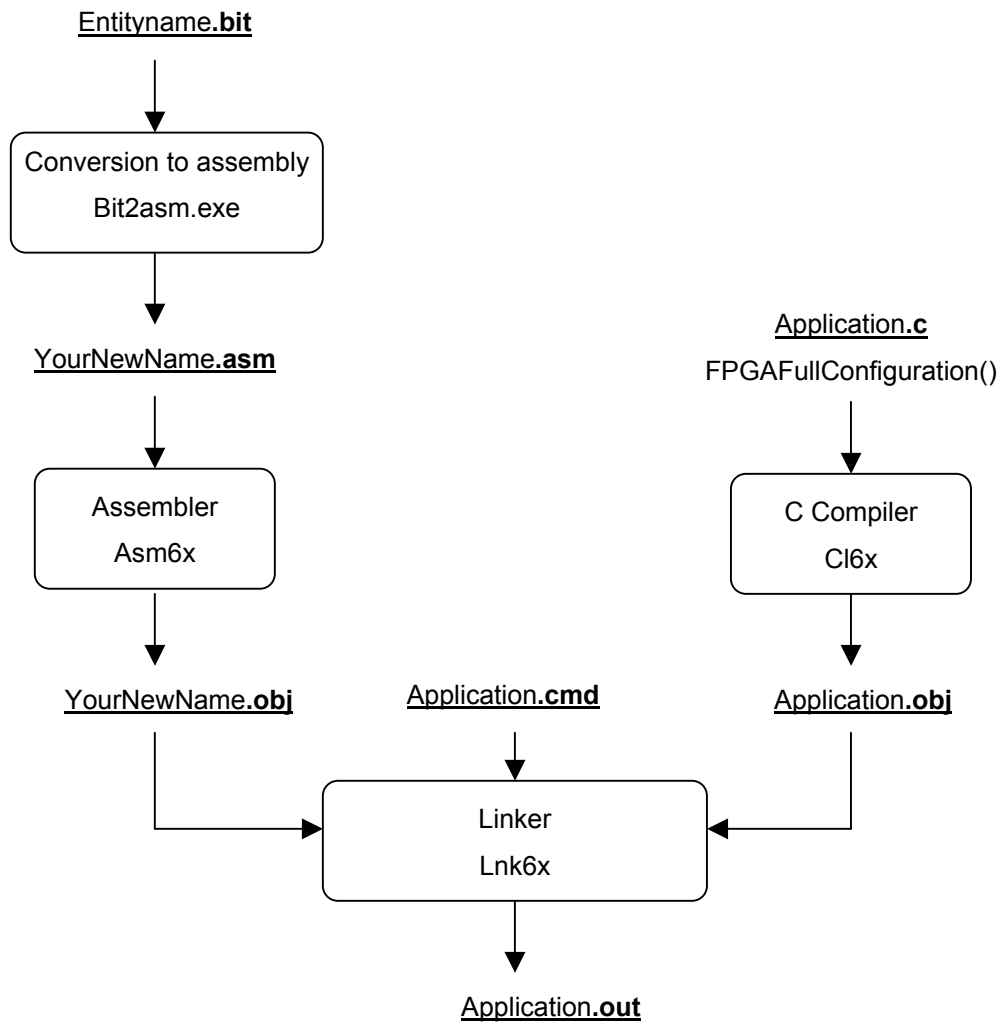 Entityname.bit
Conversion to assembly
Bit2asm.exe
YourNewName.asm
Application.c
FPGAFullConfiguration()
Assembler
Asm6x
C Compiler
Cl6x
YourNewName.obj
Application.cmd
Application.obj
Linker
Lnk6x
Application.out